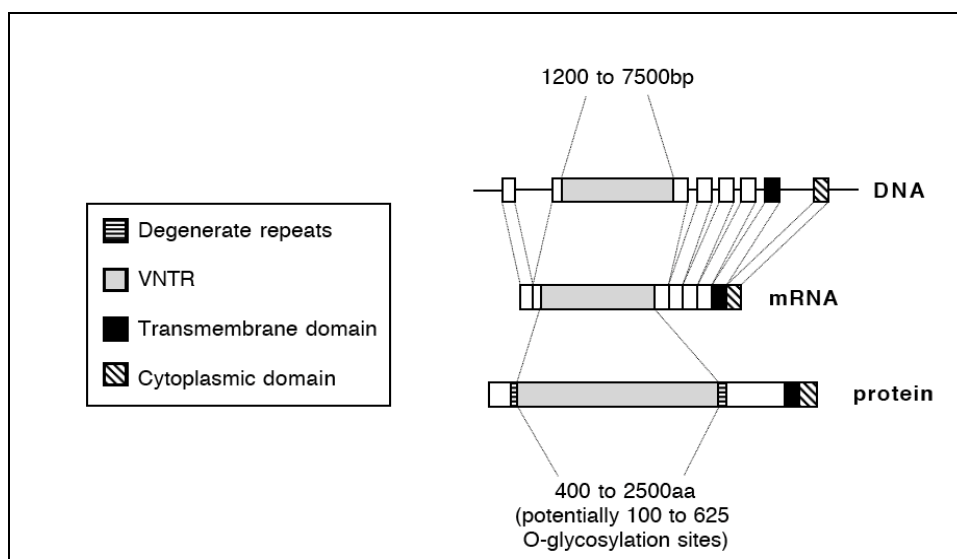 1200 to 7500bp
DNA
Degenerate repeats
VNTR
Transmembrane domain
Cytoplasmic domain
mRNA
protein
400 to 2500aa
(potentially 100 to 625
O-glycosylation sites)